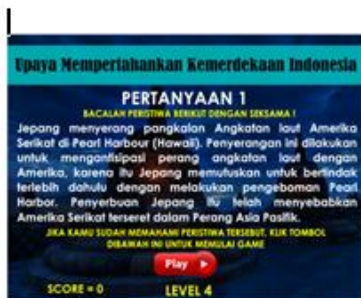 Upaya Mempertahankan Kemerdekaan Indonesia
PERTANYAAN 1
BACALAH PERISTIWA BERIKUT DENGAN SEKSAMA !
Jepang menyerang pangkalan Angkatan laut Amerika
Serikat di Pearl Harbour (Hawaii). Penyerangan ini dilakukan
untuk mengantisipasi perang angkatan laut dengan
Amerika, karena itu Jepang memutuskan untuk bertindak
terlebih dahulu dengan melakukan pengeboman Pearl
Harbor. Penyerbuan Jepang itu telah menyebabkan
Amerika Serikat terseret dalam Perang Asia Pasifik.
JIKA KAMU SUDAH MEMAHAMI PERISTIWA TERSEBUT, KLIK TOMBOL
DIBAWAH INI UNTUK MEMULAI GAME
Play
SCORE = 0
LEVEL 4